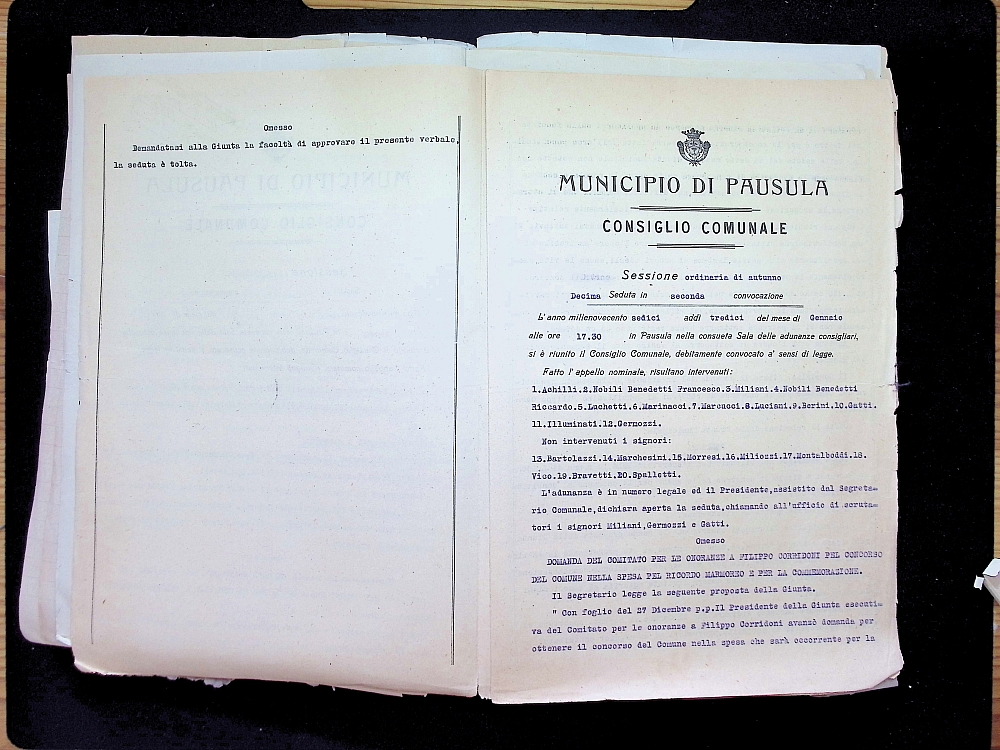 Omesso
Demandatasi alla Giunta la facoltà di approvare il presente verbale,
la seduta è tolta.
MUNICIPIO DI PAUSULA
CONSIGLIO COMUNALE
Sessione ordinaria di autunno
Decima Seduta in seconda convocazione
L'anno millenovecento sedici addì tredici del mese di Gennaio
alle ore 17.30 in Pausula nella consueta Sala delle adunanze consigliari,
si è riunito il Consiglio Comunale, debitamente convocato a' sensi di legge.
Fatto l'appello nominale, risultano intervenuti:
1.Achilli.2.Nobili Benedetti Francesco.3.Miliani.4.Nobili Benedetti
Riccardo.5.Luchetti.6.Marinacci.7.Marcucci.8.Luciani.9.Berini.10.Gatti.
11.Illuminati.12.Germozzi.
Non intervenuti i signori:
13.Bartolazzi.14.Marchesini.15.Morresi.16.Miliozzi.17.Montalboddi.18.
Vico.19.Bravetti.20.Spalletti.
L'adunanza è in numero legale ed il Presidente,assistito dal Segreta=
rio Comunale,dichiara aperta la seduta,chiamando all'ufficio di scruta=
tori i signori Miliani,Germozzi e Gatti.
Omesso
DOMANDA DEL COMITATO PER LE ONORANZE A FILIPPO CORRIDONI PEL CONCORSO
DEL COMUNE NELLA SPESA PEL RICORDO MARMOREO E PER LA COMMEMORAZIONE.
Il Segretario legge la seguente proposta della Giunta.
" Con foglio del 27 Dicembre p.p.Il Presidente della Giunta esecuti=
va del Comitato per le onoranze a Filippo Corridoni avanzò domanda per
ottenere il concorso del Comune nella spesa che sarà occorrente per la